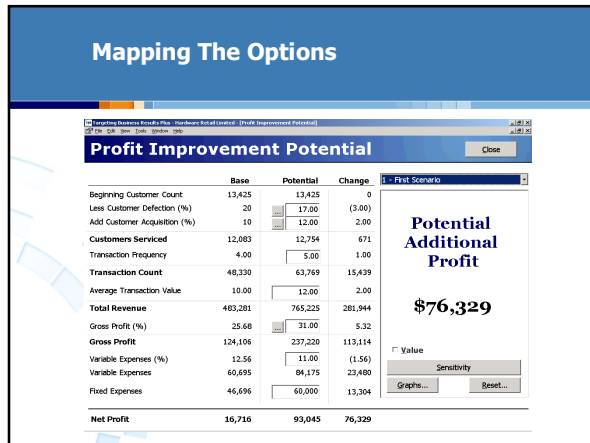 Mapping The Options
Targeting Business Results Plus - Hardware Retail Limited - [Profit Improvement Potential]
File Edit View Tools Window Help
Profit Improvement Potential
Close
Base Potential Change
1 - First Scenario
Beginning Customer Count 13,425 13,425 0
Less Customer Defection (%) 20 ... 17.00 (3.00)
Add Customer Acquisition (%) 10 ... 12.00 2.00
Customers Serviced 12,083 12,754 671
Transaction Frequency 4.00 5.00 1.00
Transaction Count 48,330 63,769 15,439
Average Transaction Value 10.00 12.00 2.00
Total Revenue 483,281 765,225 281,944
Gross Profit (%) 25.68 ... 31.00 5.32
Gross Profit 124,106 237,220 113,114
Variable Expenses (%) 12.56 11.00 (1.56)
Variable Expenses 60,695 84,175 23,480
Fixed Expenses 46,696 60,000 13,304
Net Profit 16,716 93,045 76,329
Potential
Additional
Profit
$76,329
Value
Sensitivity
Graphs... Reset...